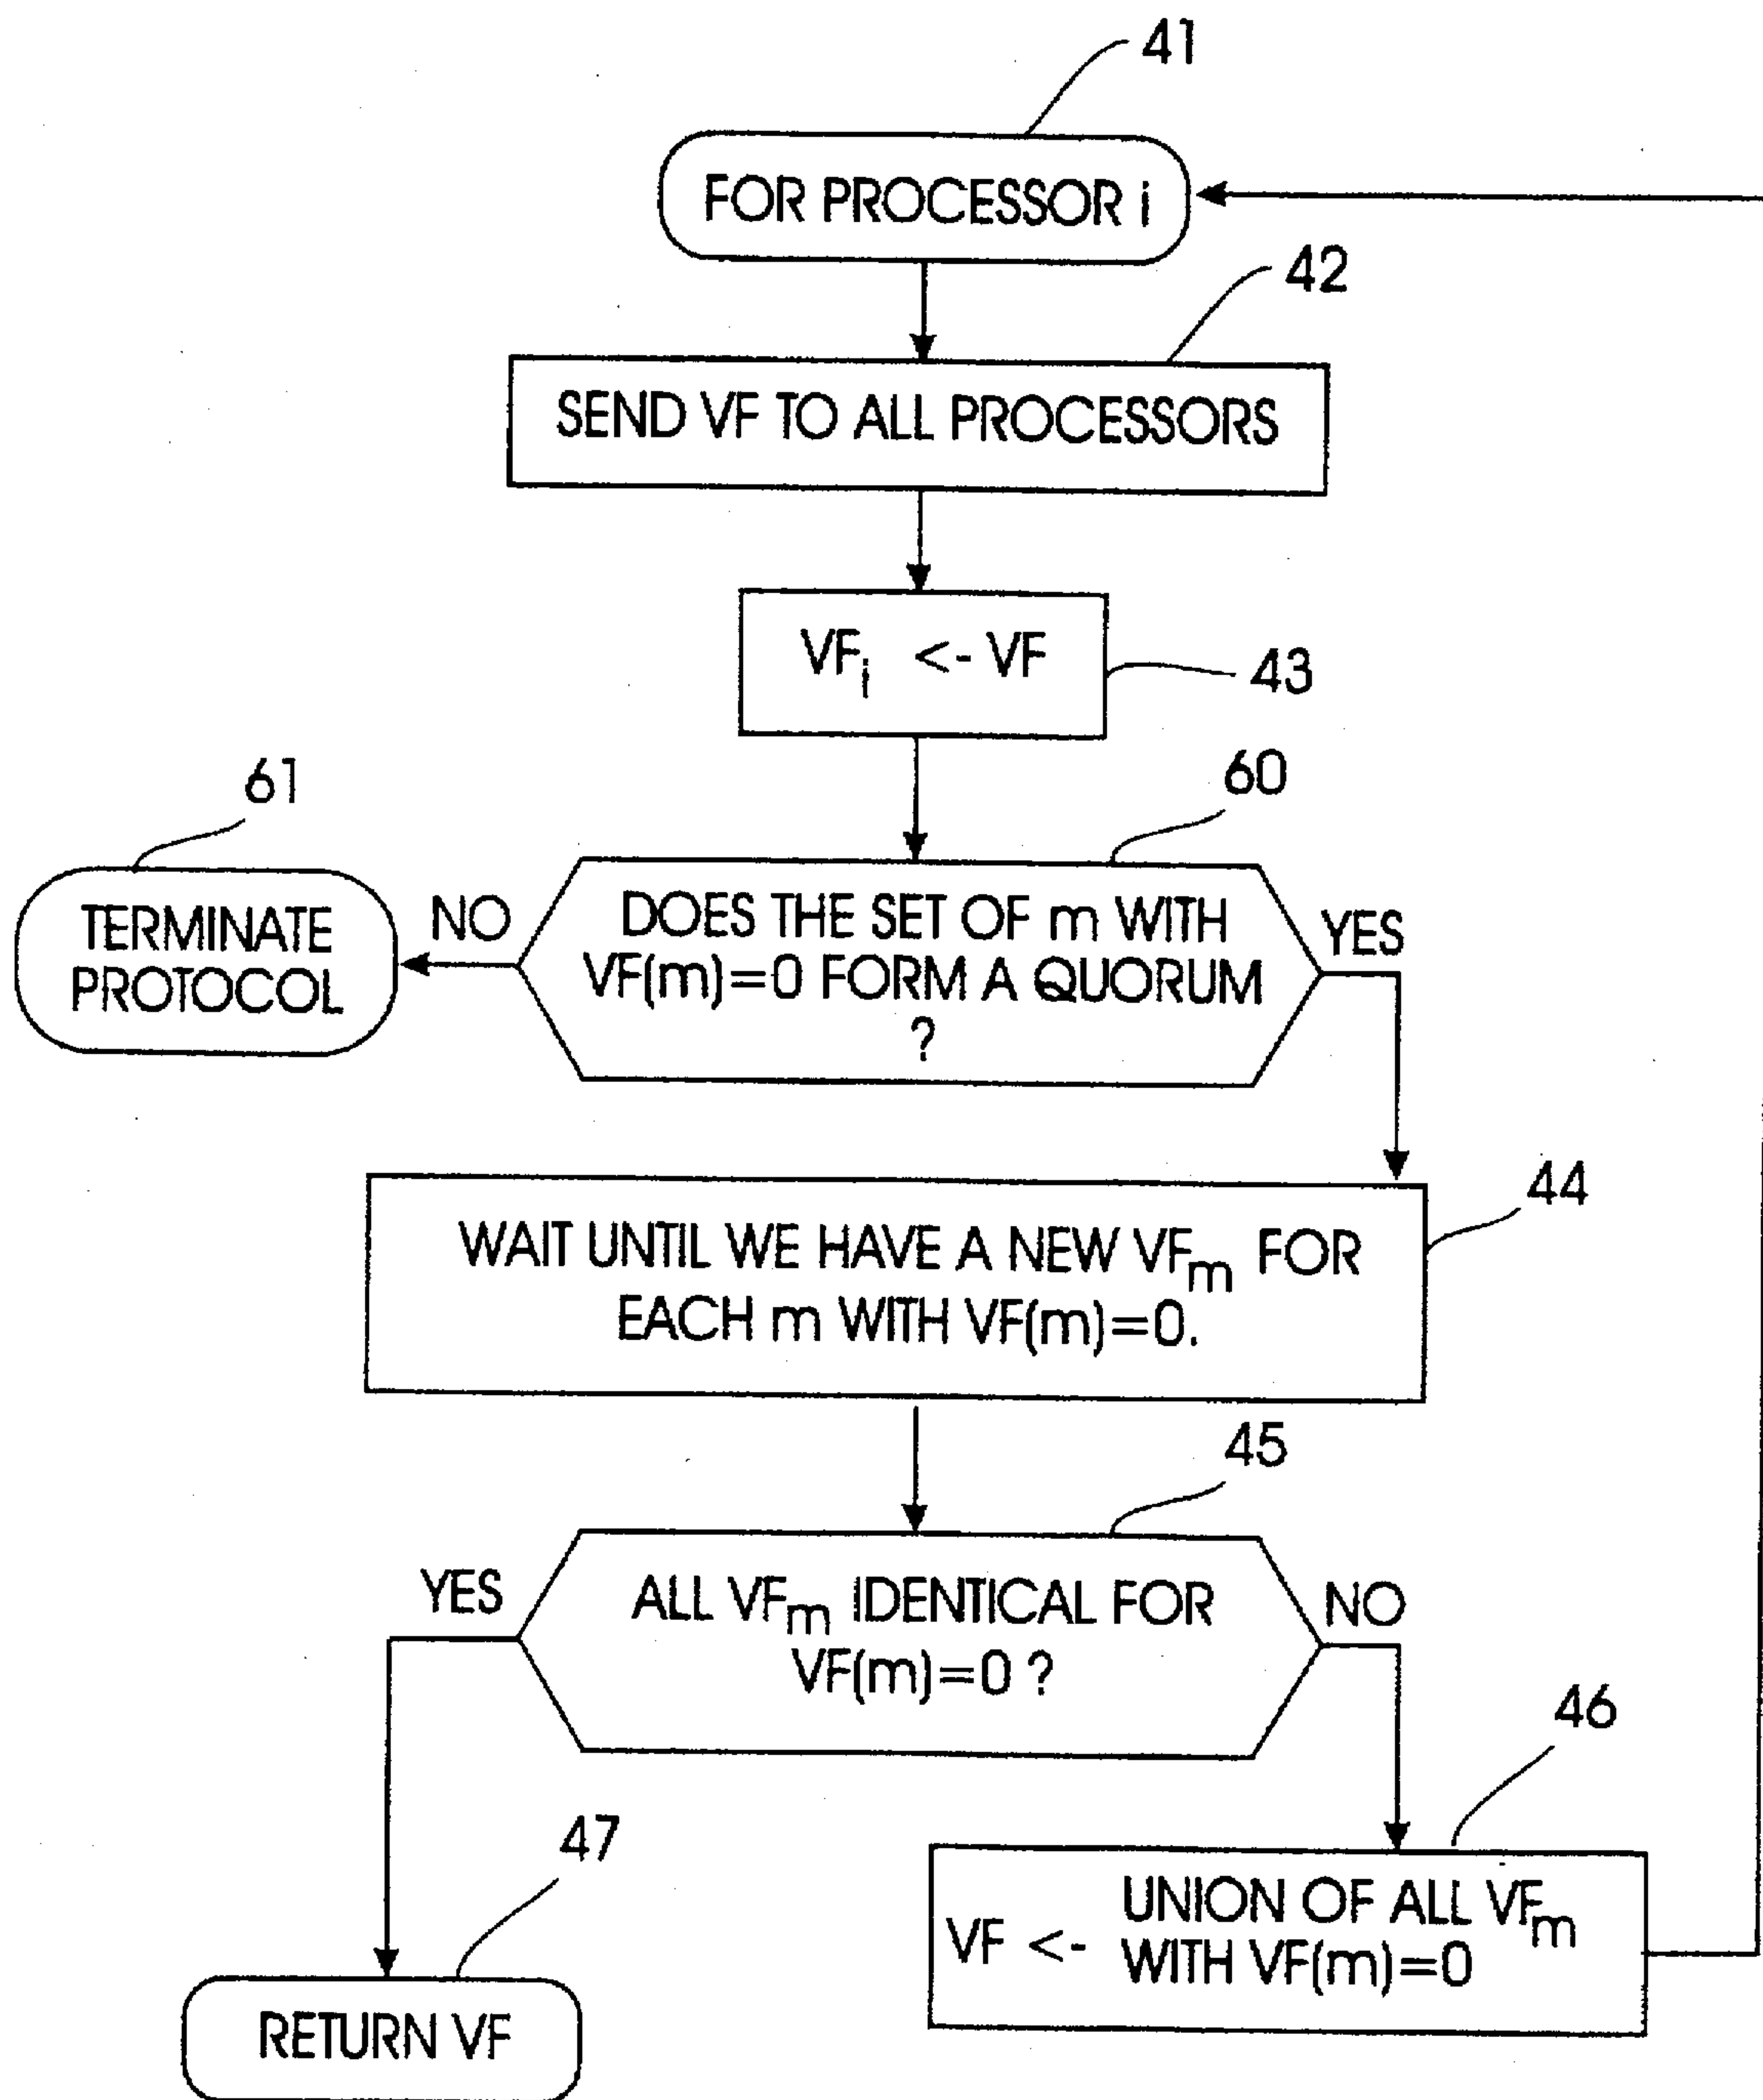 41
FOR PROCESSOR i
42
SEND VF TO ALL PROCESSORS
VFi <- VF
43
61
60
TERMINATE
PROTOCOL
NO
DOES THE SET OF m WITH
VF(m)=0 FORM A QUORUM
?
YES
44
WAIT UNTIL WE HAVE A NEW VFm FOR
EACH m WITH VF(m)=0.
45
YES
ALL VFm IDENTICAL FOR
VF(m)=0 ?
NO
46
47
UNION OF ALL VFm
VF <- WITH VF(m)=0
RETURN VF